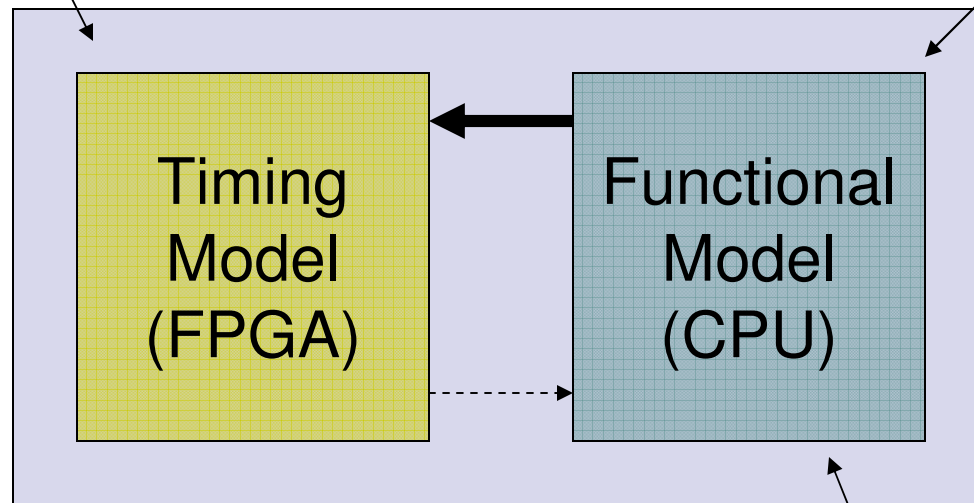 Timing
Model
(FPGA)
Functional
Model
(CPU)